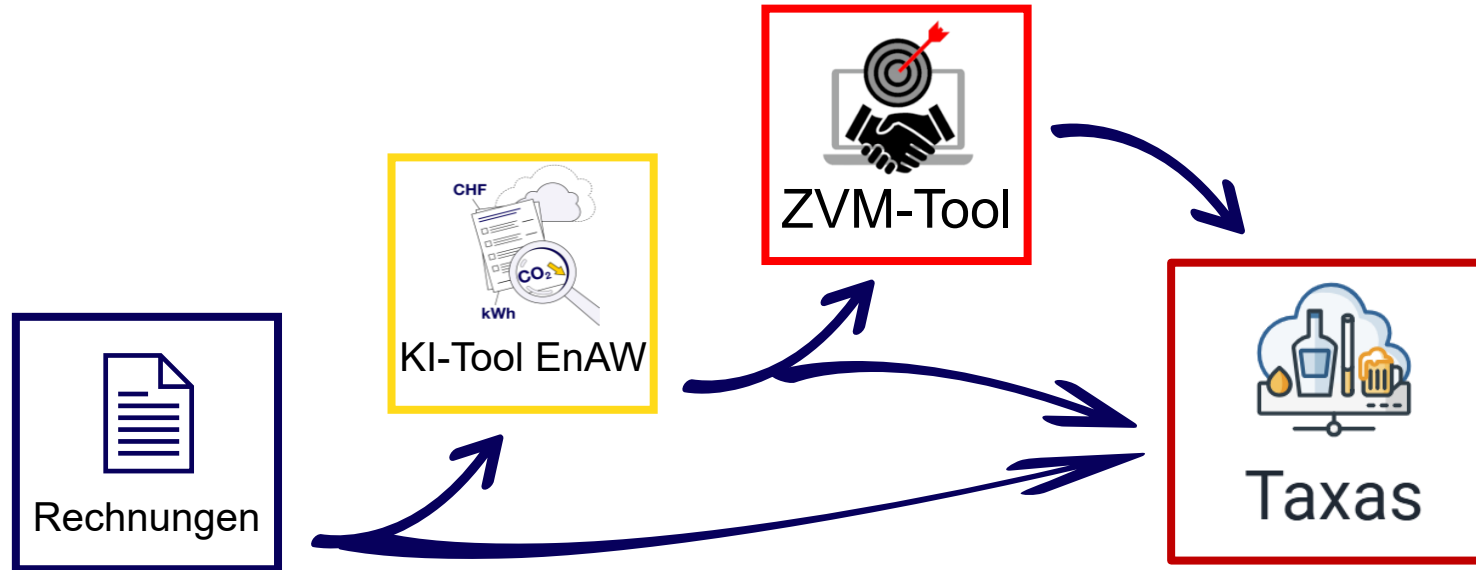 ZVM-Tool
CHF
CO₂
kWh
KI-Tool EnAW
Rechnungen
Taxas